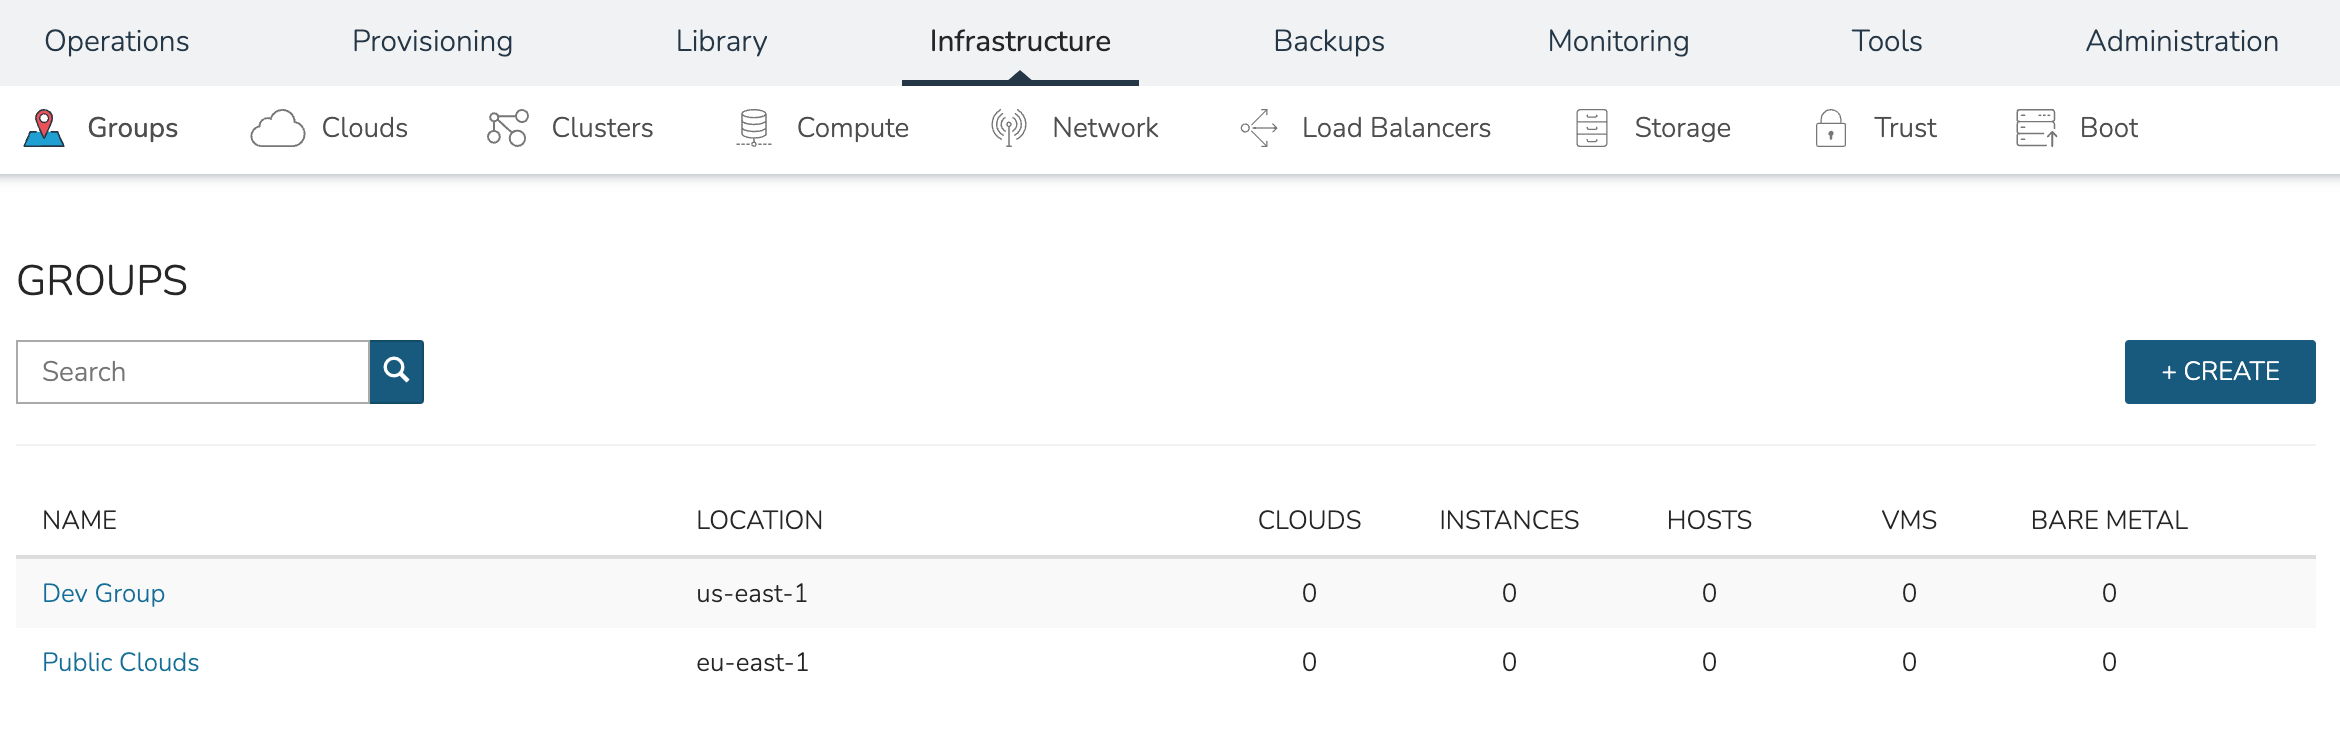 Operations Provisioning Library Infrastructure Backups Monitoring Tools Administration
Groups Clouds Clusters Compute Network Load Balancers Storage Trust Boot
GROUPS
Search
+ CREATE
NAME LOCATION CLOUDS INSTANCES HOSTS VMS BARE METAL
Dev Group us-east-1 0 0 0 0 0
Public Clouds eu-east-1 0 0 0 0 0